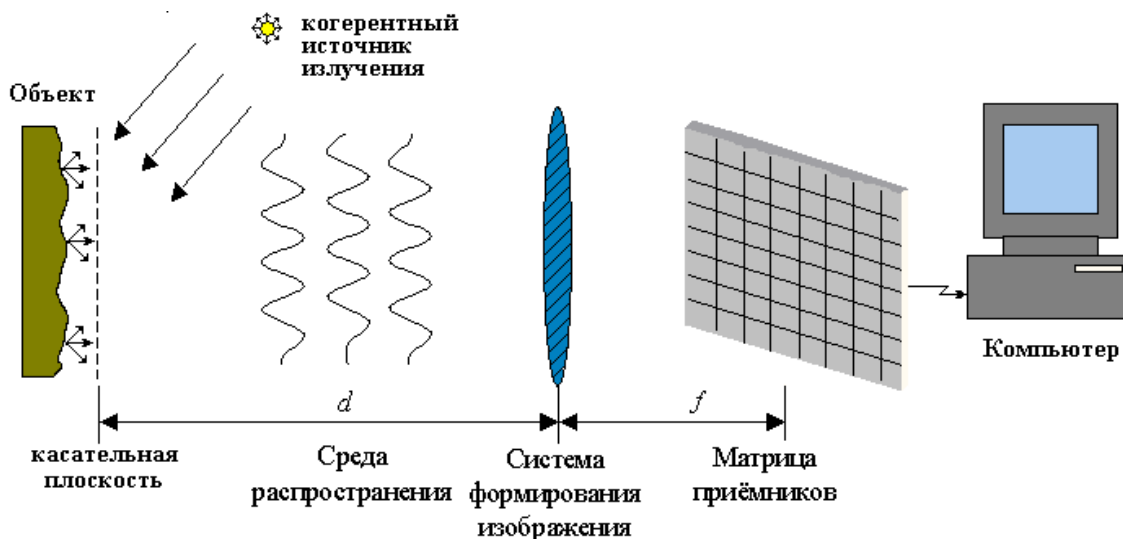 когерентный
источник
излучения
Объект
Компьютер
d
f
касательная
плоскость
Среда
распространения
Система
формирования
изображения
Матрица
приёмников